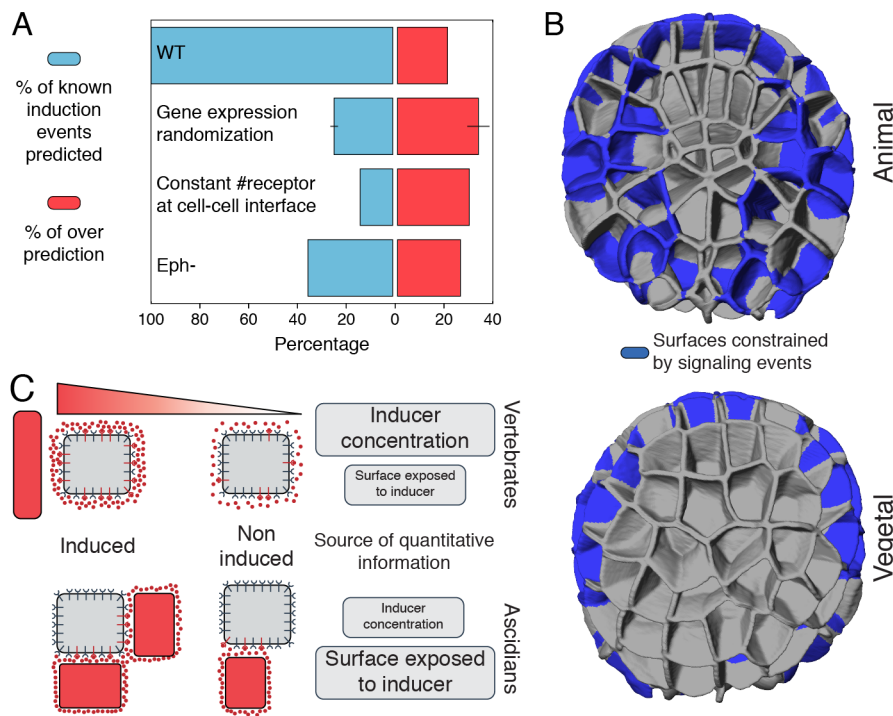 A
% of known
induction
events
predicted
% of over
prediction
WT
Gene expression
randomization
Constant #receptor
at cell-cell interface
Eph-
100 80 60 40 20 0 20 40
Percentage
B
Animal
Surfaces constrained
by signaling events
Vegetal
C
Inducer
concentration
Surface exposed
to inducer
Vertebrates
Induced
Non
induced
Source of quantitative
information
Inducer
concentration
Surface exposed
to inducer
Ascidians